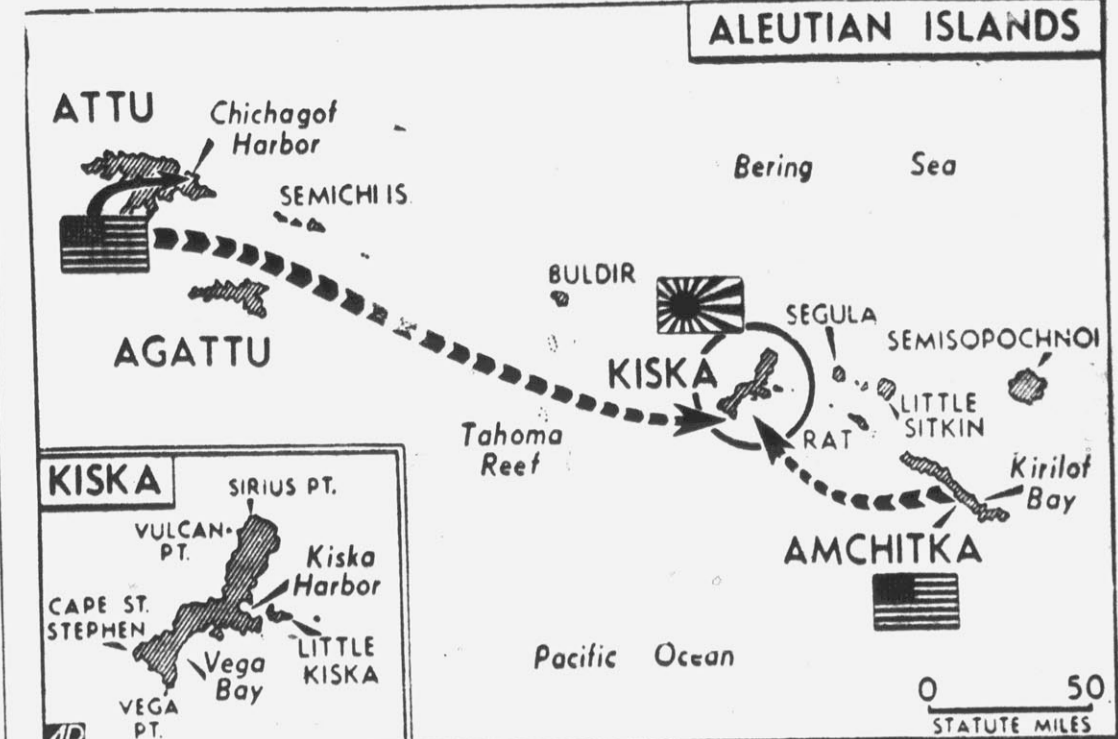 ALEUTIAN ISLANDS
ATTU
Chichagof
Harbor
SEMICHI IS.
Bering Sea
AGATTU
BULDIR
KISKA
SEGULA
SEMISOPOCHNOI
LITTLE
SITKIN
RAT
Tahoma
Reef
Kirilof
Bay
AMCHITKA
Pacific Ocean
0 50
STATUTE MILES
KISKA
SIRIUS PT.
VULCAN
PT.
Kiska
Harbor
CAPE ST.
STEPHEN
LITTLE
KISKA
Vega
Bay
VEGA
PT.
AP